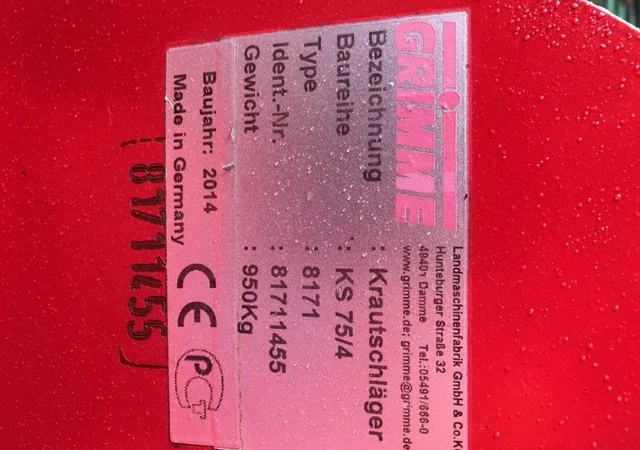 GRIMME
Landmaschinenfabrik GmbH & Co.KG
Hunteburger Straße 32
49401 Damme Tel.:05491/666-0
www.grimme.de; grimme@grimme.de
Bezeichnung : Krautschläger
Baureihe : KS 75/4
Type : 8171
Ident.-Nr. : 81711455
Gewicht : 950Kg
Baujahr: 2014
Made in Germany
CE
PCT
81711455